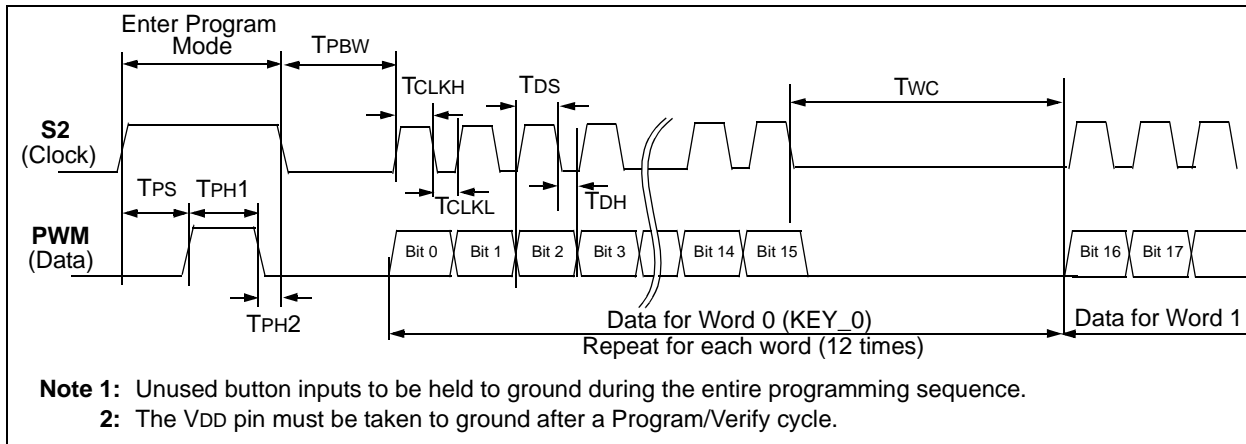 Enter Program
Mode
TPBW
TCLKH
TDS
TWC
S2
(Clock)
TPS
TPH1
TCLKL
TDH
PWM
(Data)
Bit 0
Bit 1
Bit 2
Bit 3
Bit 14
Bit 15
Bit 16
Bit 17
TPH2
Data for Word 0 (KEY_0)
Repeat for each word (12 times)
Data for Word 1
Note 1: Unused button inputs to be held to ground during the entire programming sequence.
2: The VDD pin must be taken to ground after a Program/Verify cycle.